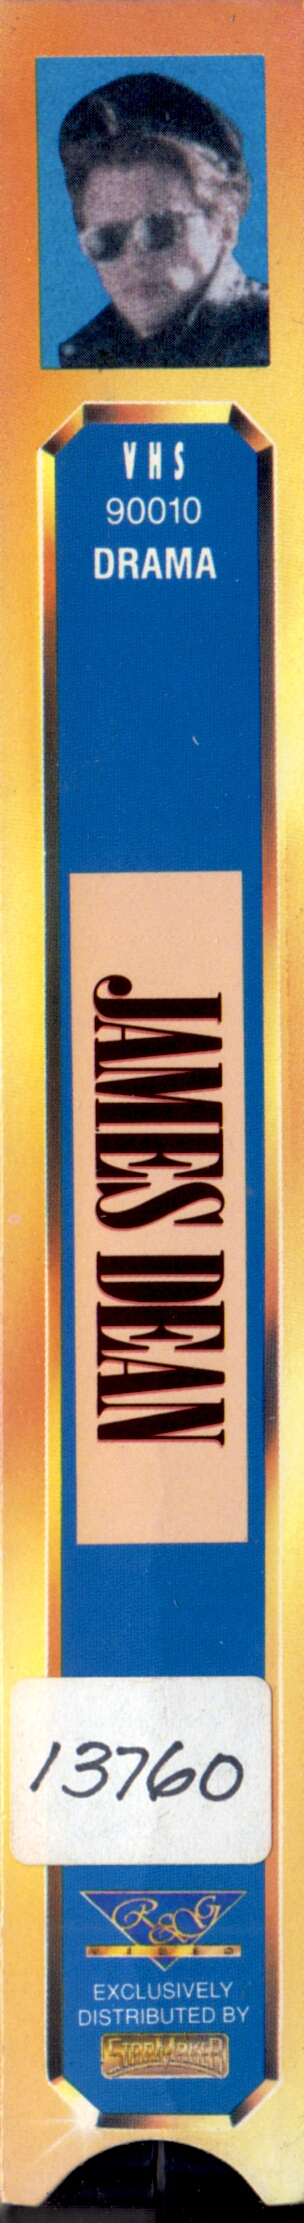 VHS
90010
DRAMA
JAMES DEAN
13760
R&G
VIDEO
EXCLUSIVELY
DISTRIBUTED BY
STARMAKER